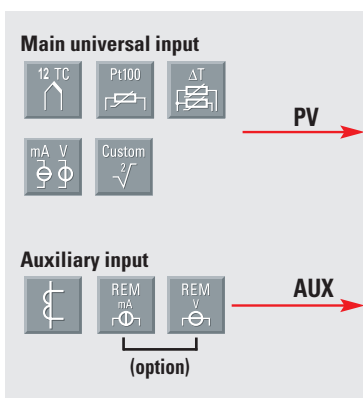 Main universal input
12 TC
Pt100
ΔT
PV
mA V
Custom
2√
Auxiliary input
REM
mA
REM
V
AUX
(option)